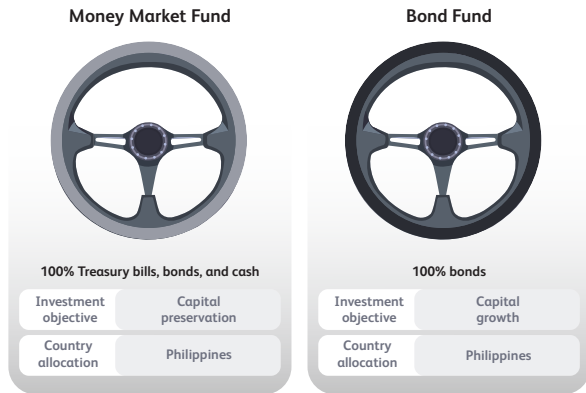 Money Market Fund
100% Treasury bills, bonds, and cash
Investment
objective
Capital
preservation
Country
allocation
Philippines
Bond Fund
100% bonds
Investment
objective
Capital
growth
Country
allocation
Philippines